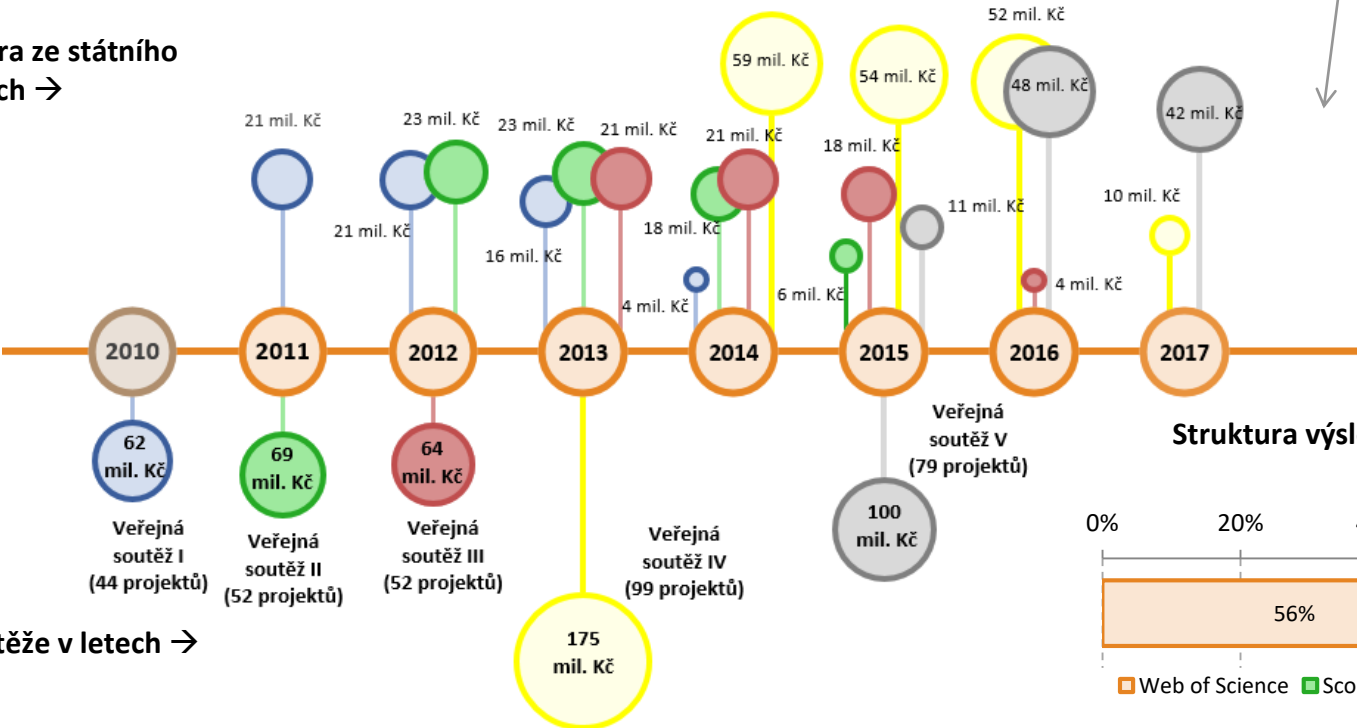 ra ze státního
ch →
21 mil. Kč
21 mil. Kč
23 mil. Kč
16 mil. Kč
23 mil. Kč
21 mil. Kč
4 mil. Kč
18 mil. Kč
21 mil. Kč
59 mil. Kč
6 mil. Kč
18 mil. Kč
54 mil. Kč
11 mil. Kč
52 mil. Kč
4 mil. Kč
48 mil. Kč
10 mil. Kč
42 mil. Kč
2010
2011
2012
2013
2014
2015
2016
2017
62
mil. Kč
Veřejná
soutěž I
(44 projektů)
69
mil. Kč
Veřejná
soutěž II
(52 projektů)
64
mil. Kč
Veřejná
soutěž III
(52 projektů)
175
mil. Kč
Veřejná
soutěž IV
(99 projektů)
100
mil. Kč
Veřejná
soutěž V
(79 projektů)
těže v letech →
Struktura výsl
0%
20%
56%
Web of Science
Sco